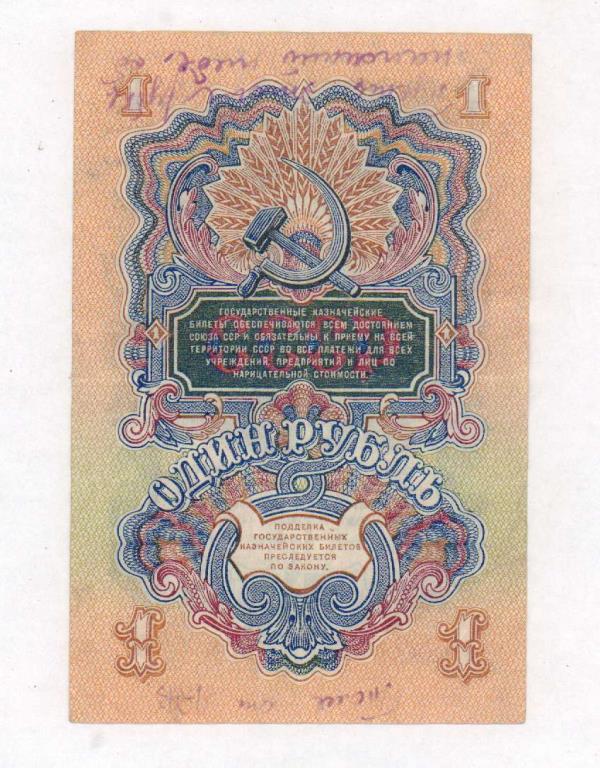 1 1
ГОСУДАРСТВЕННЫЕ КАЗНАЧЕЙСКИЕ
БИЛЕТЫ ОБЕСПЕЧИВАЮТСЯ ВСЕМ ДОСТОЯНИЕМ
СОЮЗА ССР И ОБЯЗАТЕЛЬНЫ К ПРИЕМУ НА ВСЕЙ
ТЕРРИТОРИИ СССР ВО ВСЕ ПЛАТЕЖИ ДЛЯ ВСЕХ
УЧРЕЖДЕНИЙ, ПРЕДПРИЯТИЙ И ЛИЦ ПО
НАРИЦАТЕЛЬНОЙ СТОИМОСТИ.
1 1
ОДИН РУБЛЬ
ПОДДЕЛКА
ГОСУДАРСТВЕННЫХ
КАЗНАЧЕЙСКИХ БИЛЕТОВ
ПРЕСЛЕДУЕТСЯ
ПО ЗАКОНУ.
1 1